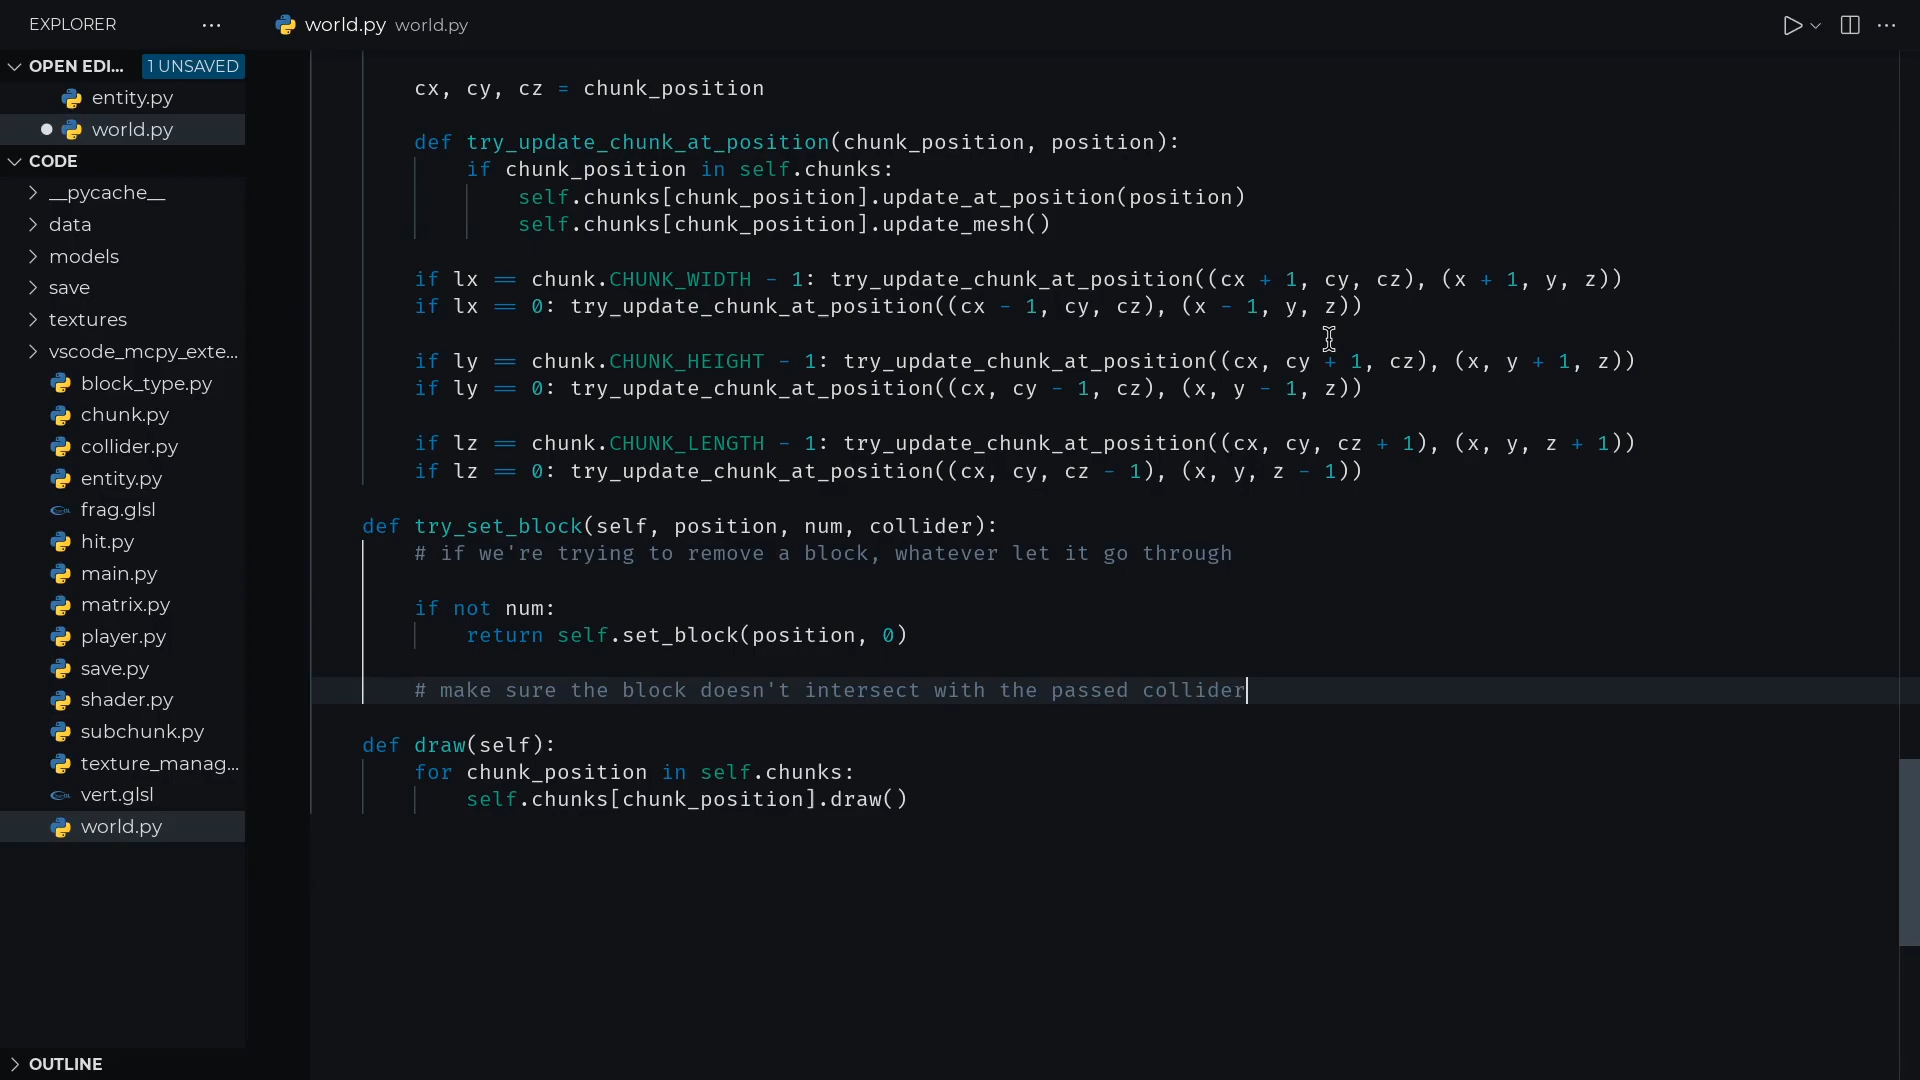 EXPLORER
OPEN EDI... 1 UNSAVED
entity.py
world.py
CODE
__pycache__
data
models
save
textures
vscode_mcpy_exte...
block_type.py
chunk.py
collider.py
entity.py
frag.glsl
hit.py
main.py
matrix.py
player.py
save.py
shader.py
subchunk.py
texture_manag...
vert.glsl
world.py
OUTLINE
world.py world.py
cx, cy, cz = chunk_position
def try_update_chunk_at_position(chunk_position, position):
if chunk_position in self.chunks:
self.chunks[chunk_position].update_at_position(position)
self.chunks[chunk_position].update_mesh()
if lx == chunk.CHUNK_WIDTH - 1: try_update_chunk_at_position((cx + 1, cy, cz), (x + 1, y, z))
if lx == 0: try_update_chunk_at_position((cx - 1, cy, cz), (x - 1, y, z))
if ly == chunk.CHUNK_HEIGHT - 1: try_update_chunk_at_position((cx, cy + 1, cz), (x, y + 1, z))
if ly == 0: try_update_chunk_at_position((cx, cy - 1, cz), (x, y - 1, z))
if lz == chunk.CHUNK_LENGTH - 1: try_update_chunk_at_position((cx, cy, cz + 1), (x, y, z + 1))
if lz == 0: try_update_chunk_at_position((cx, cy, cz - 1), (x, y, z - 1))
def try_set_block(self, position, num, collider):
# if we're trying to remove a block, whatever let it go through
if not num:
return self.set_block(position, 0)
# make sure the block doesn't intersect with the passed collider
def draw(self):
for chunk_position in self.chunks:
self.chunks[chunk_position].draw()